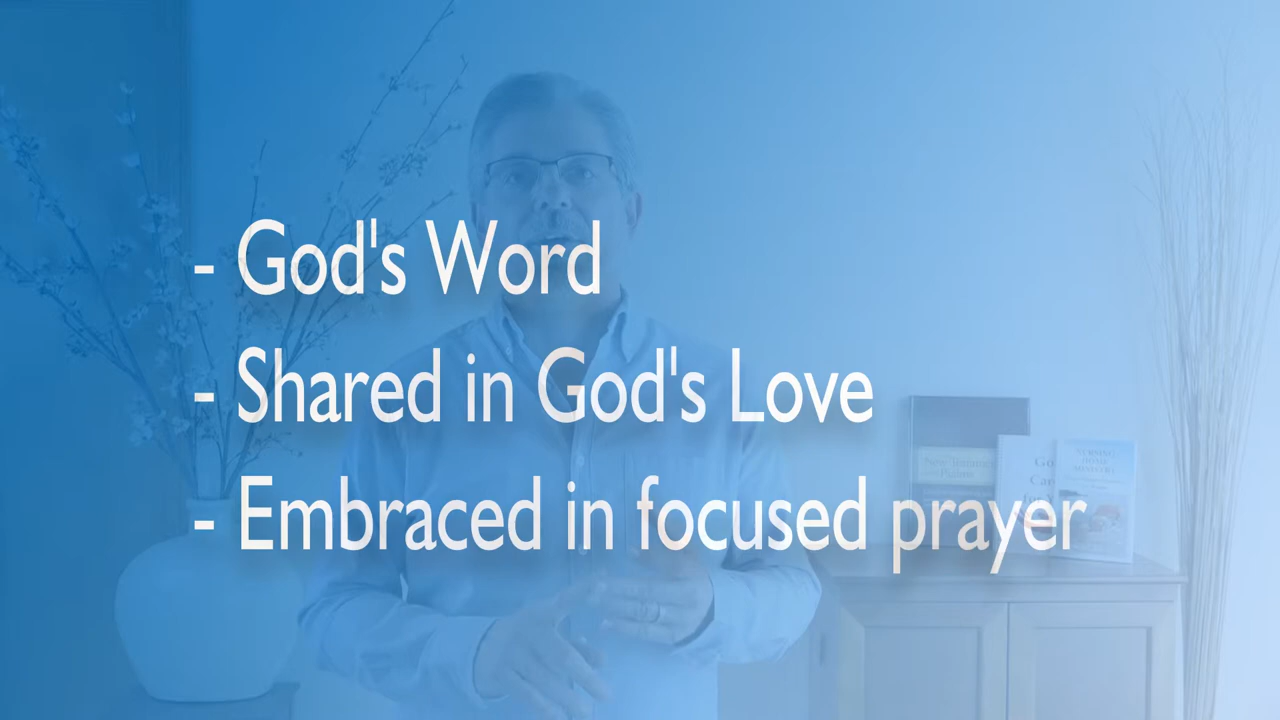 - God's Word
- Shared in God's Love
- Embraced in focused prayer